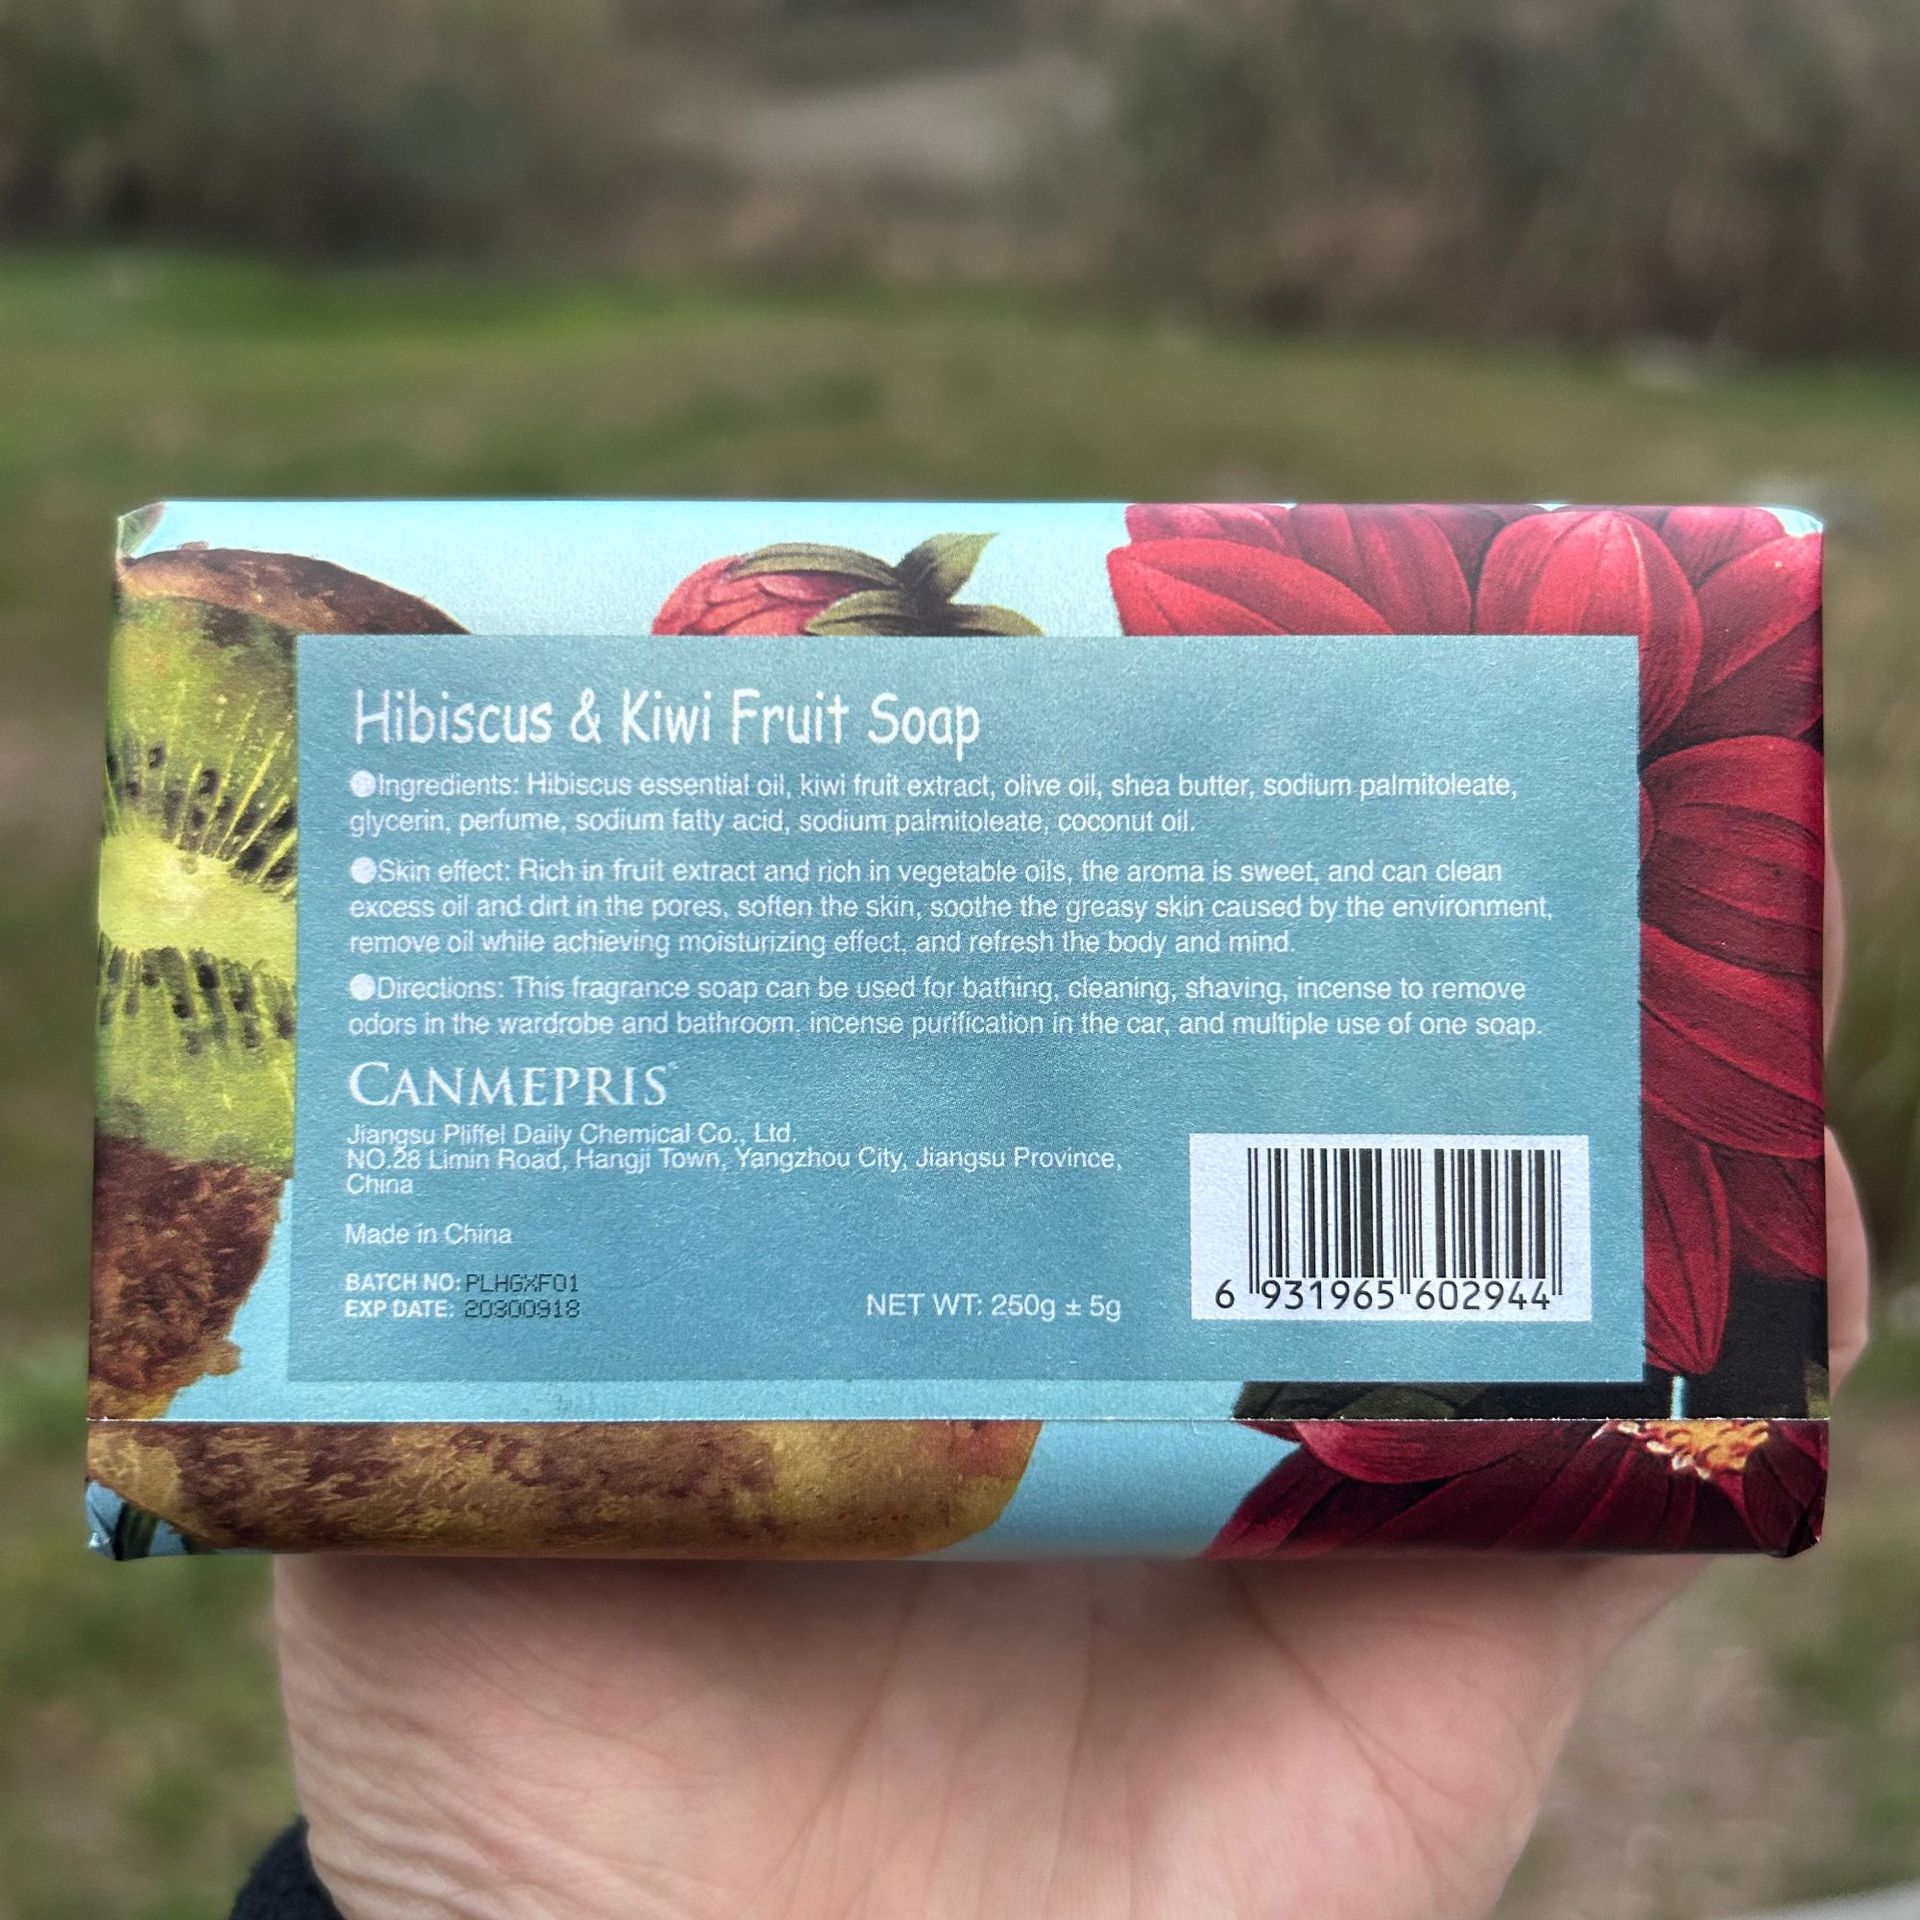 Hibiscus & Kiwi Fruit Soap
●Ingredients: Hibiscus essential oil, kiwi fruit extract, olive oil, shea butter, sodium palmitoleate,
glycerin, perfume, sodium fatty acid, sodium palmitoleate, coconut oil.
●Skin effect: Rich in fruit extract and rich in vegetable oils, the aroma is sweet, and can clean
excess oil and dirt in the pores, soften the skin, soothe the greasy skin caused by the environment,
remove oil while achieving moisturizing effect, and refresh the body and mind.
●Directions: This fragrance soap can be used for bathing, cleaning, shaving, incense to remove
odors in the wardrobe and bathroom. incense purification in the car, and multiple use of one soap.
CANMEPRIS
Jiangsu Pliffel Daily Chemical Co., Ltd.
NO.28 Limin Road, Hangji Town, Yangzhou City, Jiangsu Province,
China
Made in China
BATCH NO: PLHGXF01
EXP DATE: 20300918
NET WT: 250g ± 5g
6 931965 602944